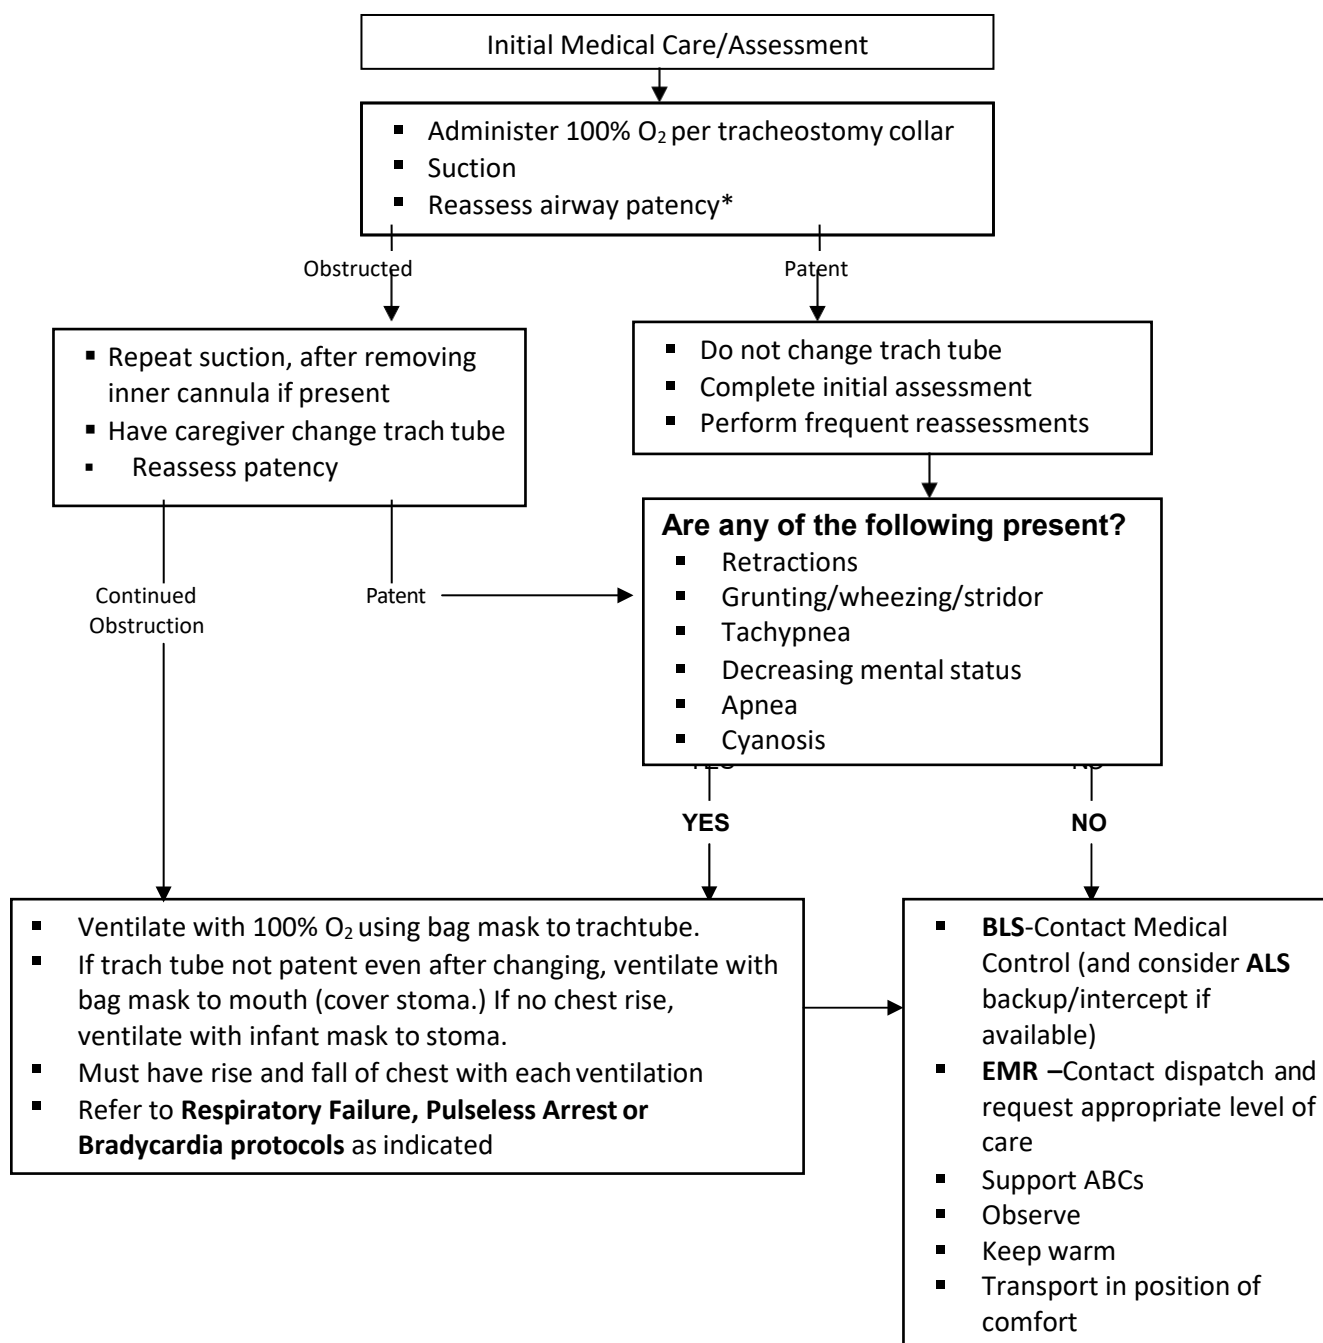 Initial Medical Care/Assessment
▪ Administer 100% O₂ per tracheostomy collar
▪ Suction
▪ Reassess airway patency*
Obstructed
Patent
▪ Repeat suction, after removing
inner cannula if present
▪ Have caregiver change trach tube
▪ Reassess patency
▪ Do not change trach tube
▪ Complete initial assessment
▪ Perform frequent reassessments
Are any of the following present?
▪ Retractions
▪ Grunting/wheezing/stridor
▪ Tachypnea
▪ Decreasing mental status
▪ Apnea
▪ Cyanosis
Continued
Obstruction
Patent
YES
NO
▪ Ventilate with 100% O₂ using bag mask to trachtube.
▪ If trach tube not patent even after changing, ventilate with
bag mask to mouth (cover stoma.) If no chest rise,
ventilate with infant mask to stoma.
▪ Must have rise and fall of chest with each ventilation
▪ Refer to Respiratory Failure, Pulseless Arrest or
Bradycardia protocols as indicated
▪ BLS-Contact Medical
Control (and consider ALS
backup/intercept if
available)
▪ EMR –Contact dispatch and
request appropriate level of
care
▪ Support ABCs
▪ Observe
▪ Keep warm
▪ Transport in position of
comfort